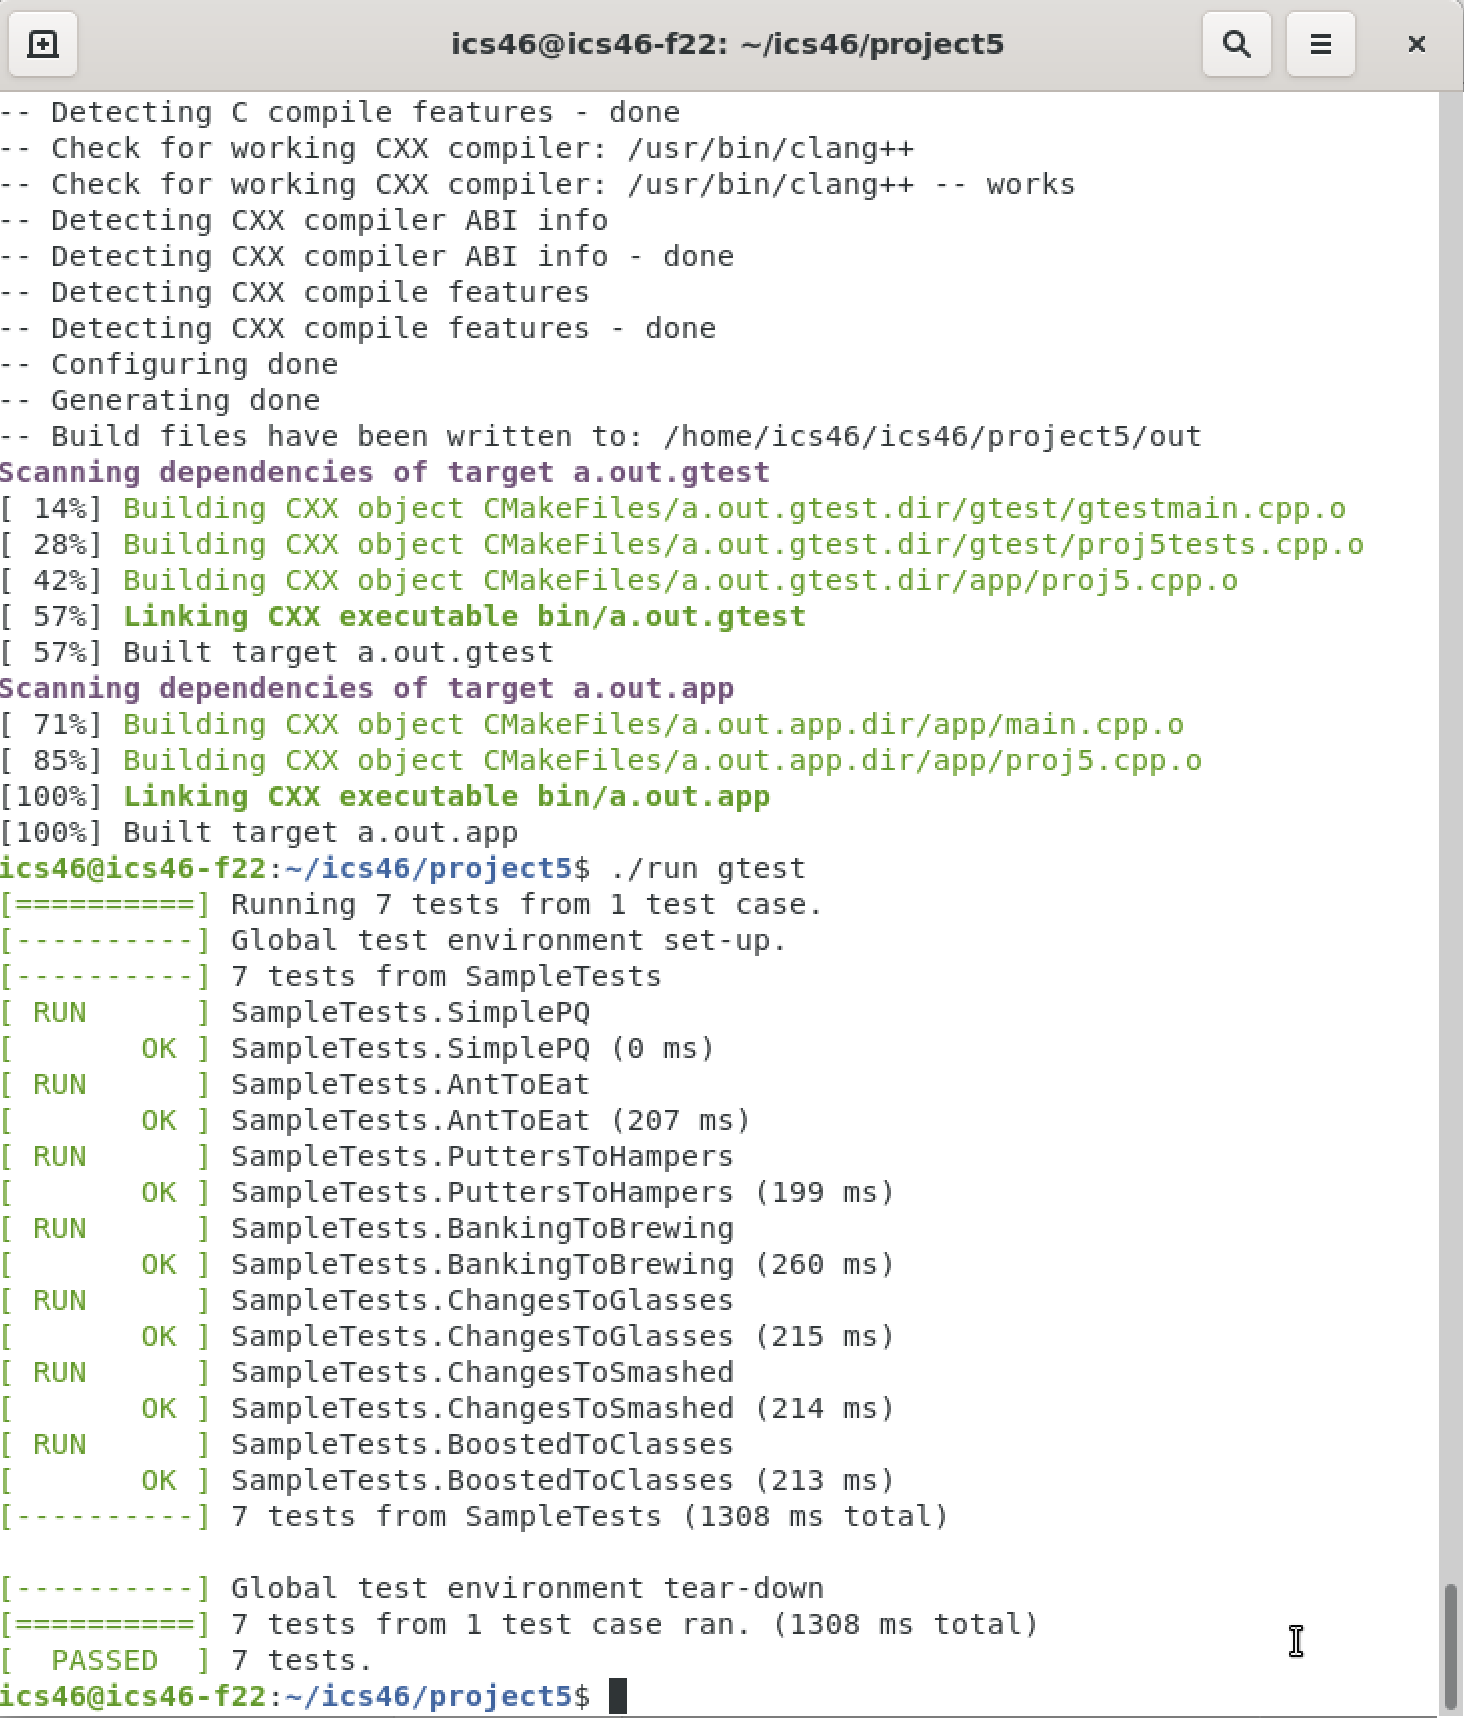 ics46@ics46-f22: ~/ics46/project5
-- Detecting C compile features - done
-- Check for working CXX compiler: /usr/bin/clang++
-- Check for working CXX compiler: /usr/bin/clang++ -- works
-- Detecting CXX compiler ABI info
-- Detecting CXX compiler ABI info - done
-- Detecting CXX compile features
-- Detecting CXX compile features - done
-- Configuring done
-- Generating done
-- Build files have been written to: /home/ics46/ics46/project5/out
Scanning dependencies of target a.out.gtest
[ 14%] Building CXX object CMakeFiles/a.out.gtest.dir/gtest/gtestmain.cpp.o
[ 28%] Building CXX object CMakeFiles/a.out.gtest.dir/gtest/proj5tests.cpp.o
[ 42%] Building CXX object CMakeFiles/a.out.gtest.dir/app/proj5.cpp.o
[ 57%] Linking CXX executable bin/a.out.gtest
[ 57%] Built target a.out.gtest
Scanning dependencies of target a.out.app
[ 71%] Building CXX object CMakeFiles/a.out.app.dir/app/main.cpp.o
[ 85%] Building CXX object CMakeFiles/a.out.app.dir/app/proj5.cpp.o
[100%] Linking CXX executable bin/a.out.app
[100%] Built target a.out.app
ics46@ics46-f22:~/ics46/project5$ ./run gtest
[==========] Running 7 tests from 1 test case.
[----------] Global test environment set-up.
[----------] 7 tests from SampleTests
[ RUN      ] SampleTests.SimplePQ
[       OK ] SampleTests.SimplePQ (0 ms)
[ RUN      ] SampleTests.AntToEat
[       OK ] SampleTests.AntToEat (207 ms)
[ RUN      ] SampleTests.PuttersToHampers
[       OK ] SampleTests.PuttersToHampers (199 ms)
[ RUN      ] SampleTests.BankingToBrewing
[       OK ] SampleTests.BankingToBrewing (260 ms)
[ RUN      ] SampleTests.ChangesToGlasses
[       OK ] SampleTests.ChangesToGlasses (215 ms)
[ RUN      ] SampleTests.ChangesToSmashed
[       OK ] SampleTests.ChangesToSmashed (214 ms)
[ RUN      ] SampleTests.BoostedToClasses
[       OK ] SampleTests.BoostedToClasses (213 ms)
[----------] 7 tests from SampleTests (1308 ms total)

[----------] Global test environment tear-down
[==========] 7 tests from 1 test case ran. (1308 ms total)
[  PASSED  ] 7 tests.
ics46@ics46-f22:~/ics46/project5$